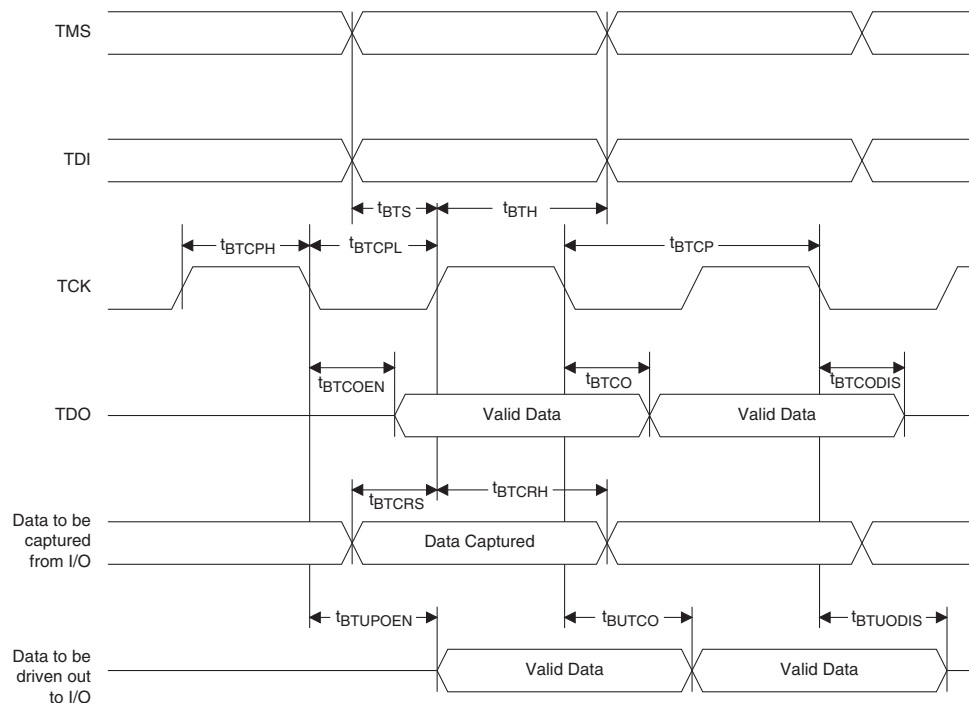 TMS
TDI
tBTS
tBTH
tBTCPH
tBTCPL
tBTCP
TCK
tBTCOEN
tBTCO
tBTCODIS
TDO
Valid Data
Valid Data
tBTCRS
tBTCRH
Data to be
captured
from I/O
Data Captured
tBTUPOEN
tBUTCO
tBTUODIS
Data to be
driven out
to I/O
Valid Data
Valid Data